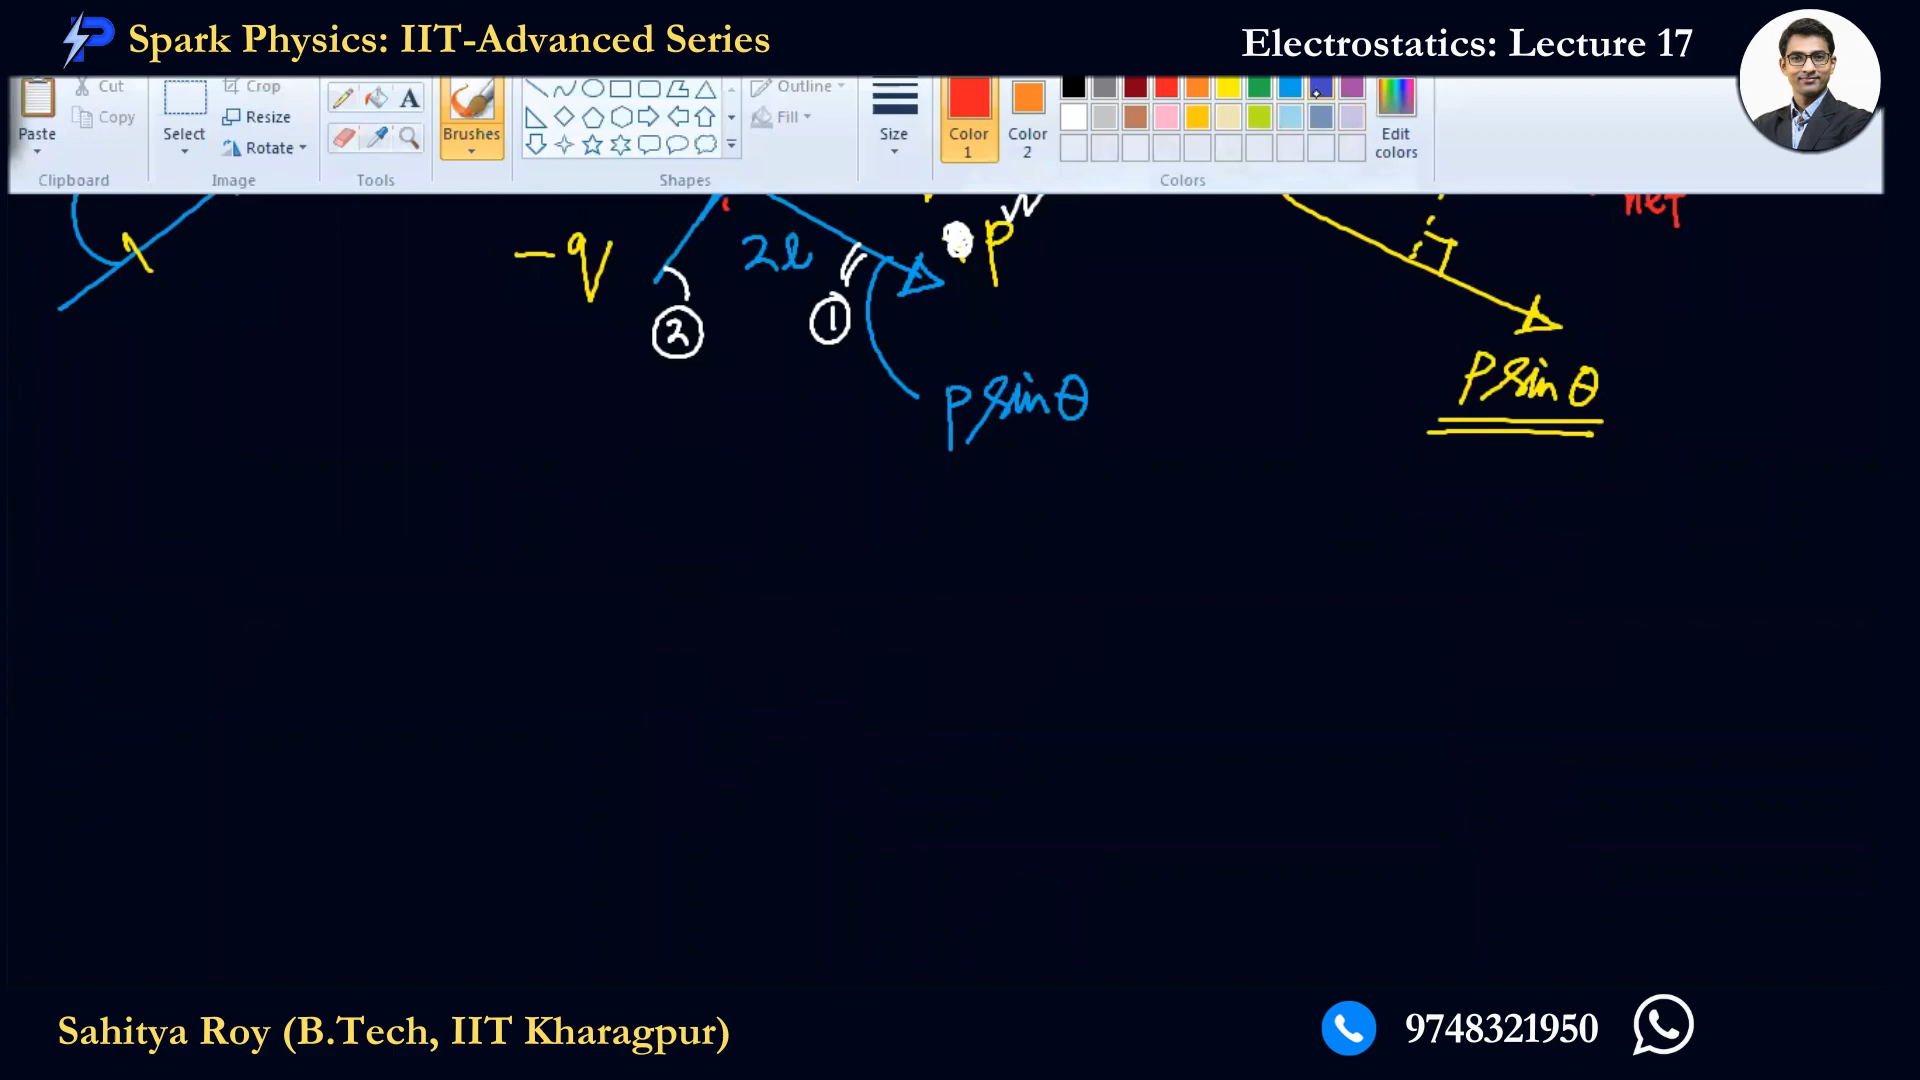 Spark Physics: IIT-Advanced Series
Electrostatics: Lecture 17
Paste
Cut
Copy
Clipboard
Select
Crop
Resize
Rotate
Image
A
Tools
Brushes
Outline
Fill
Shapes
Size
Color 1
Color 2
Edit colors
Colors
net
-q
2l
P
2
1
P sin θ
P sin θ
Sahitya Roy (B.Tech, IIT Kharagpur)
9748321950